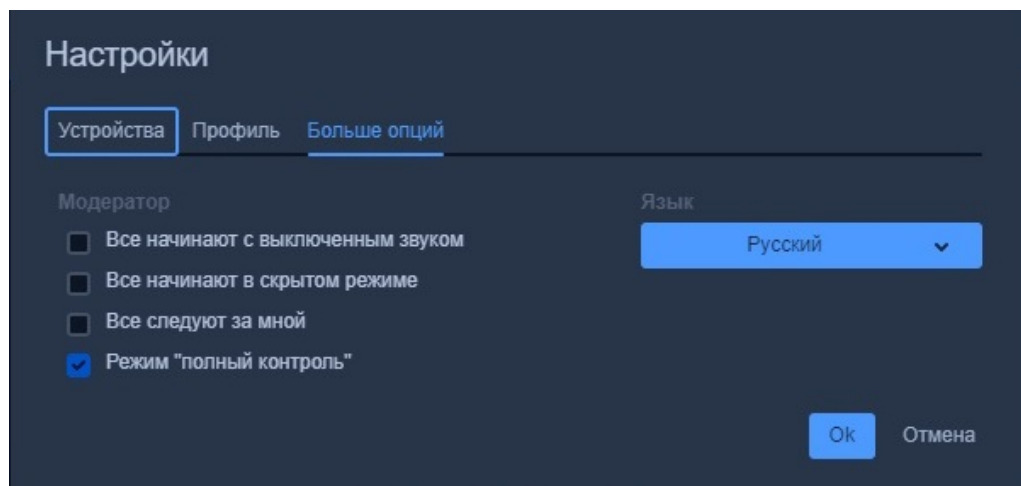 Настройки
Устройства Профиль Больше опций
Модератор
Все начинают с выключенным звуком
Все начинают в скрытом режиме
Все следуют за мной
Режим "полный контроль"
Язык
Русский
Ok Отмена